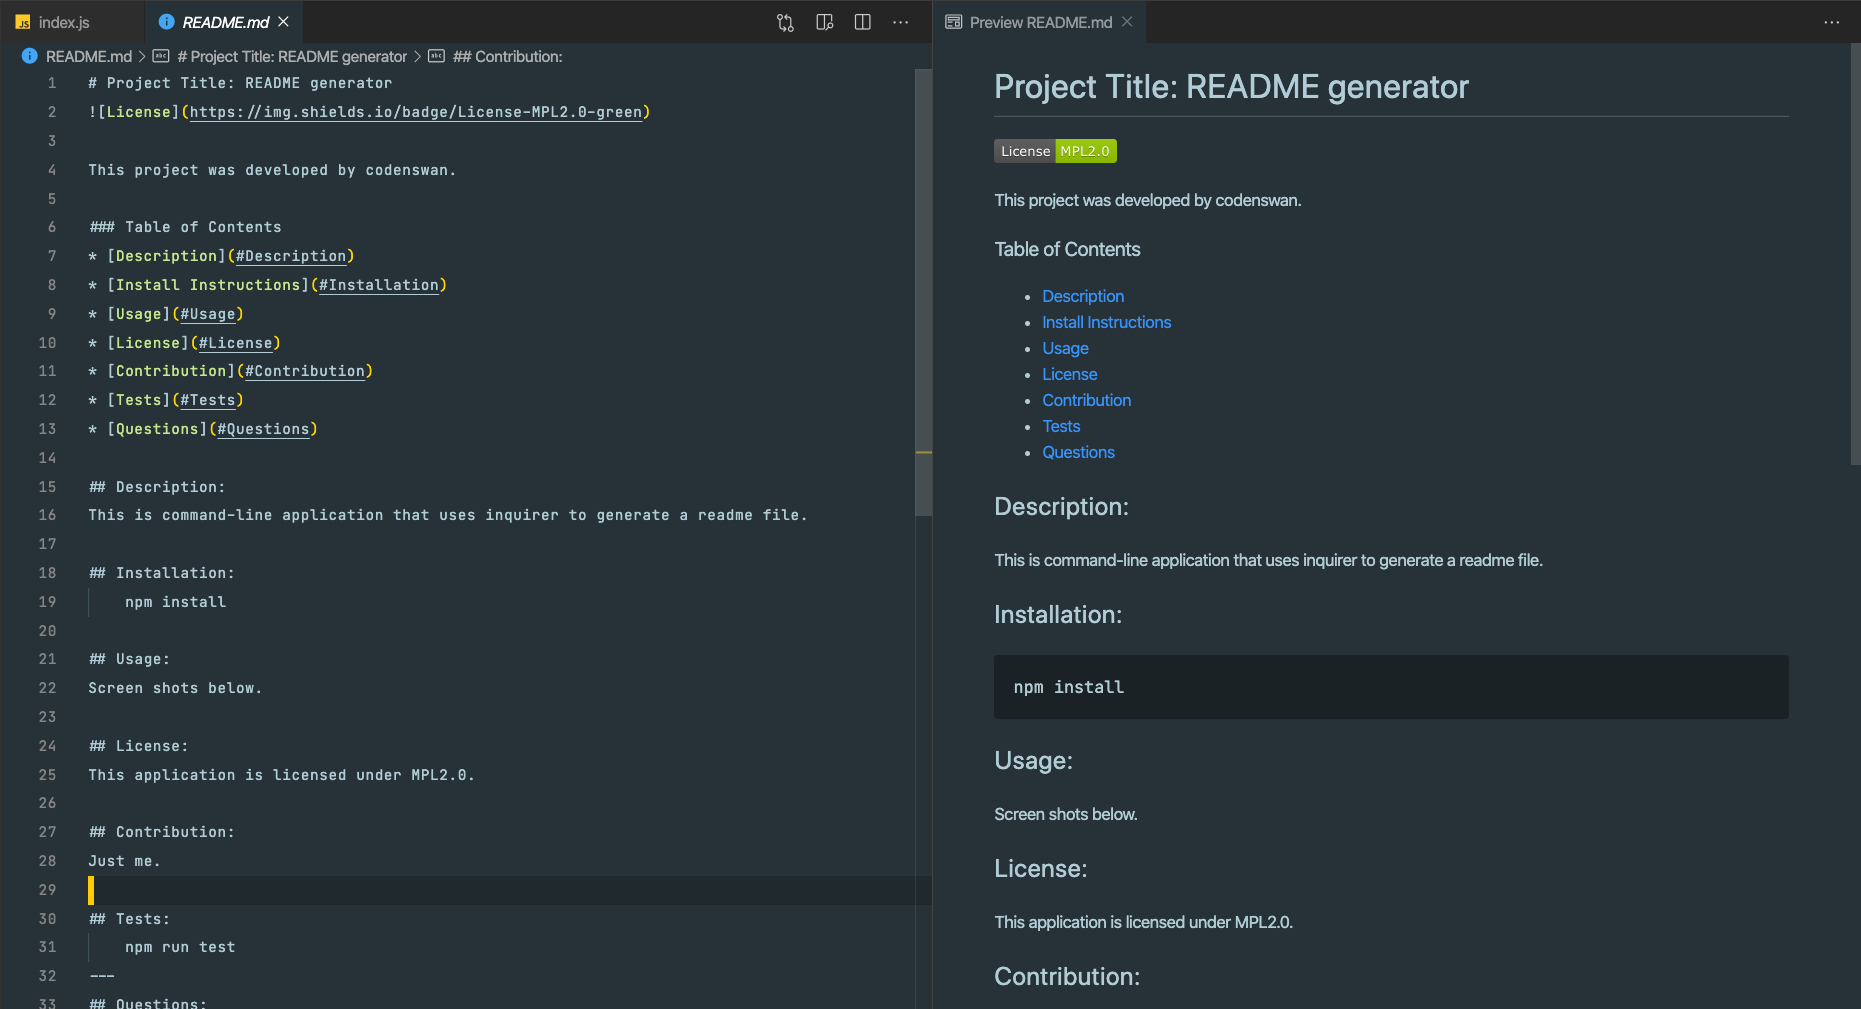 JS index.js
README.md
README.md > # Project Title: README generator > ## Contribution:
1 # Project Title: README generator
2 ![License](https://img.shields.io/badge/License-MPL2.0-green)
3
4 This project was developed by codenswan.
5
6 ### Table of Contents
7 * [Description](#Description)
8 * [Install Instructions](#Installation)
9 * [Usage](#Usage)
10 * [License](#License)
11 * [Contribution](#Contribution)
12 * [Tests](#Tests)
13 * [Questions](#Questions)
14
15 ## Description:
16 This is command-line application that uses inquirer to generate a readme file.
17
18 ## Installation:
19 npm install
20
21 ## Usage:
22 Screen shots below.
23
24 ## License:
25 This application is licensed under MPL2.0.
26
27 ## Contribution:
28 Just me.
29
30 ## Tests:
31 npm run test
32 ---
33 ## Questions:
Preview README.md
Project Title: README generator
License MPL2.0
This project was developed by codenswan.
Table of Contents
• Description
• Install Instructions
• Usage
• License
• Contribution
• Tests
• Questions
Description:
This is command-line application that uses inquirer to generate a readme file.
Installation:
npm install
Usage:
Screen shots below.
License:
This application is licensed under MPL2.0.
Contribution: